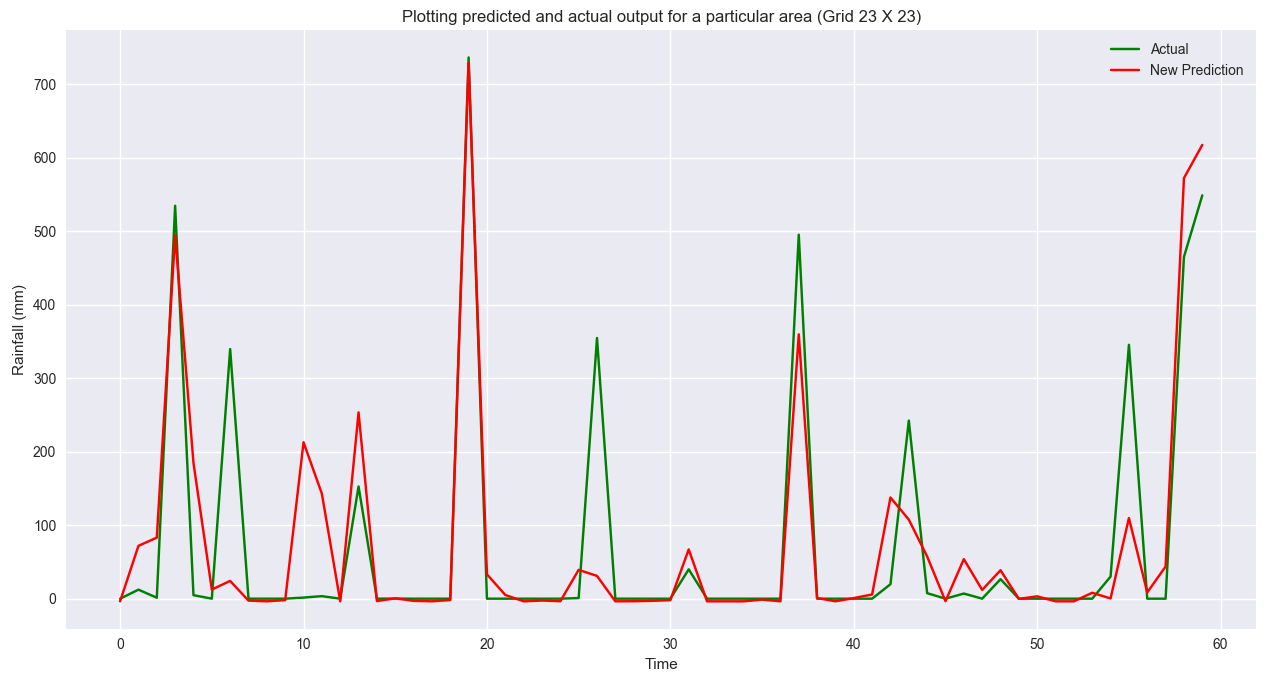 Plotting predicted and actual output for a particular area (Grid 23 X 23)
Actual
New Prediction
Rainfall (mm)
700
600
500
400
300
200
100
0
0 10 20 30 40 50 60
Time